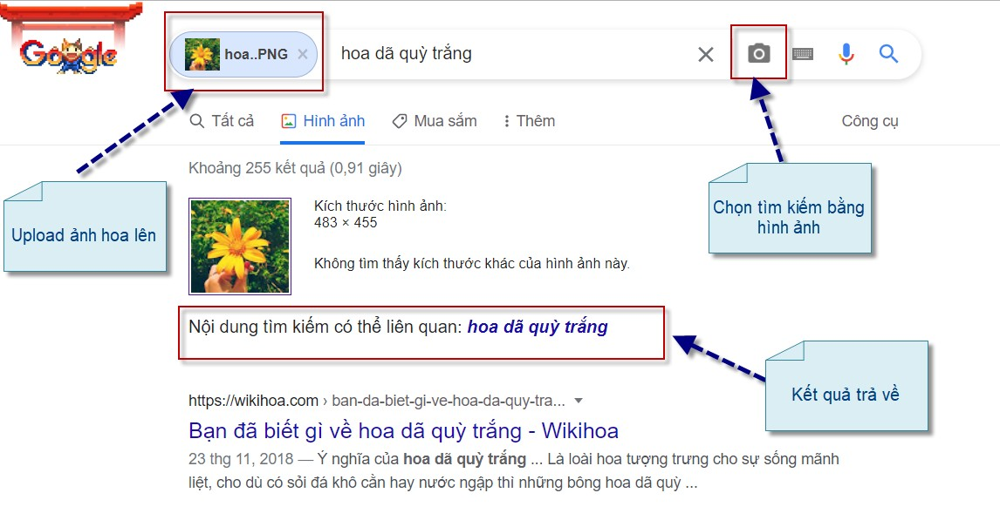 Google
hoa..PNG
hoa dã quỳ trắng
Tất cả
Hình ảnh
Mua sắm
Thêm
Công cụ
Khoảng 255 kết quả (0,91 giây)
Upload ảnh hoa lên
Chọn tìm kiếm bằng
hình ảnh
Kích thước hình ảnh:
483 × 455
Không tìm thấy kích thước khác của hình ảnh này.
Nội dung tìm kiếm có thể liên quan: hoa dã quỳ trắng
Kết quả trả về
https://wikihoa.com › ban-da-biet-gi-ve-hoa-da-quy-tra...
Bạn đã biết gì về hoa dã quỳ trắng - Wikihoa
23 thg 11, 2018 — Ý nghĩa của hoa dã quỳ trắng ... Là loài hoa tượng trưng cho sự sống mãnh
liệt, cho dù có sỏi đá khô cằn hay nước ngập thì những bông hoa dã quỳ ...